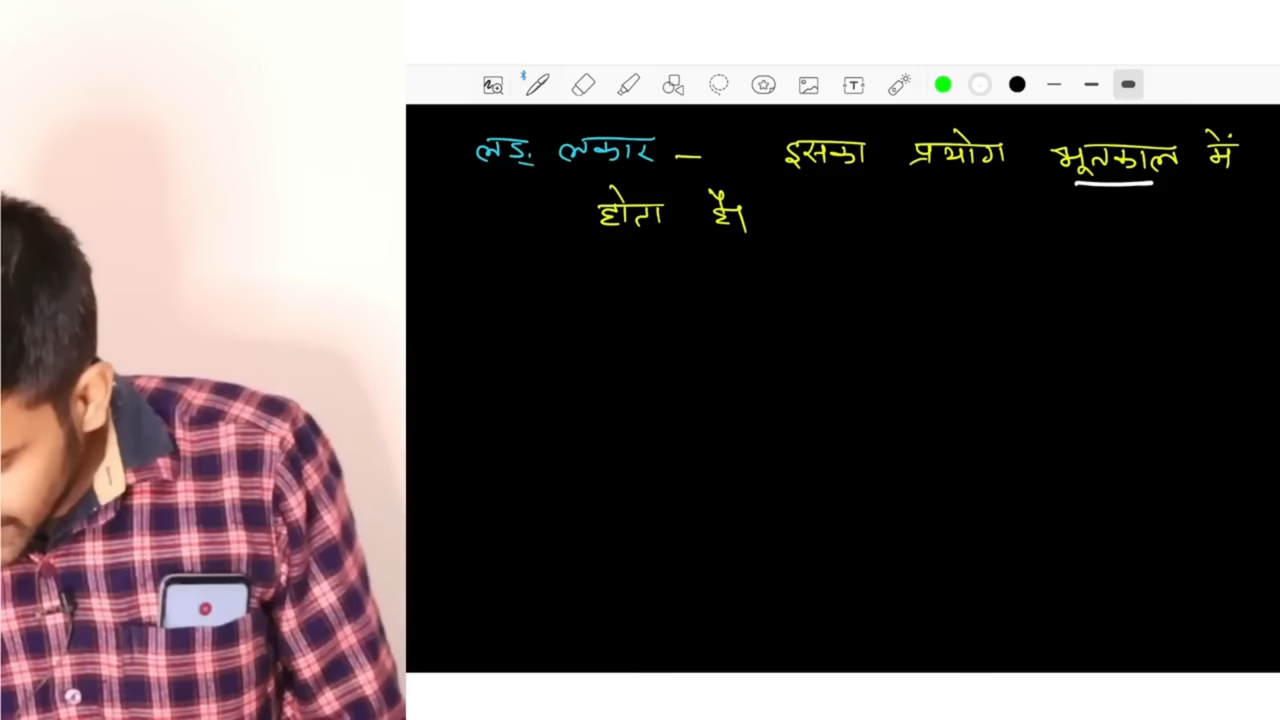 लङ् लकार – इसका प्रयोग भूतकाल में
होता है।